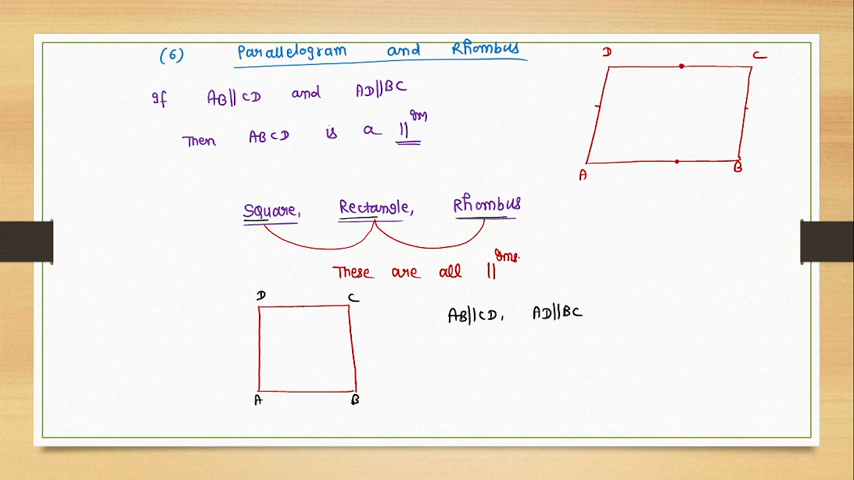 (6) Parallelogram and Rhombus
If AB||CD and AD||BC
Then ABCD is a ||gm
D C
A B
Square, Rectangle, Rhombus
These are all ||gms.
D C
AB||CD, AD||BC
A B